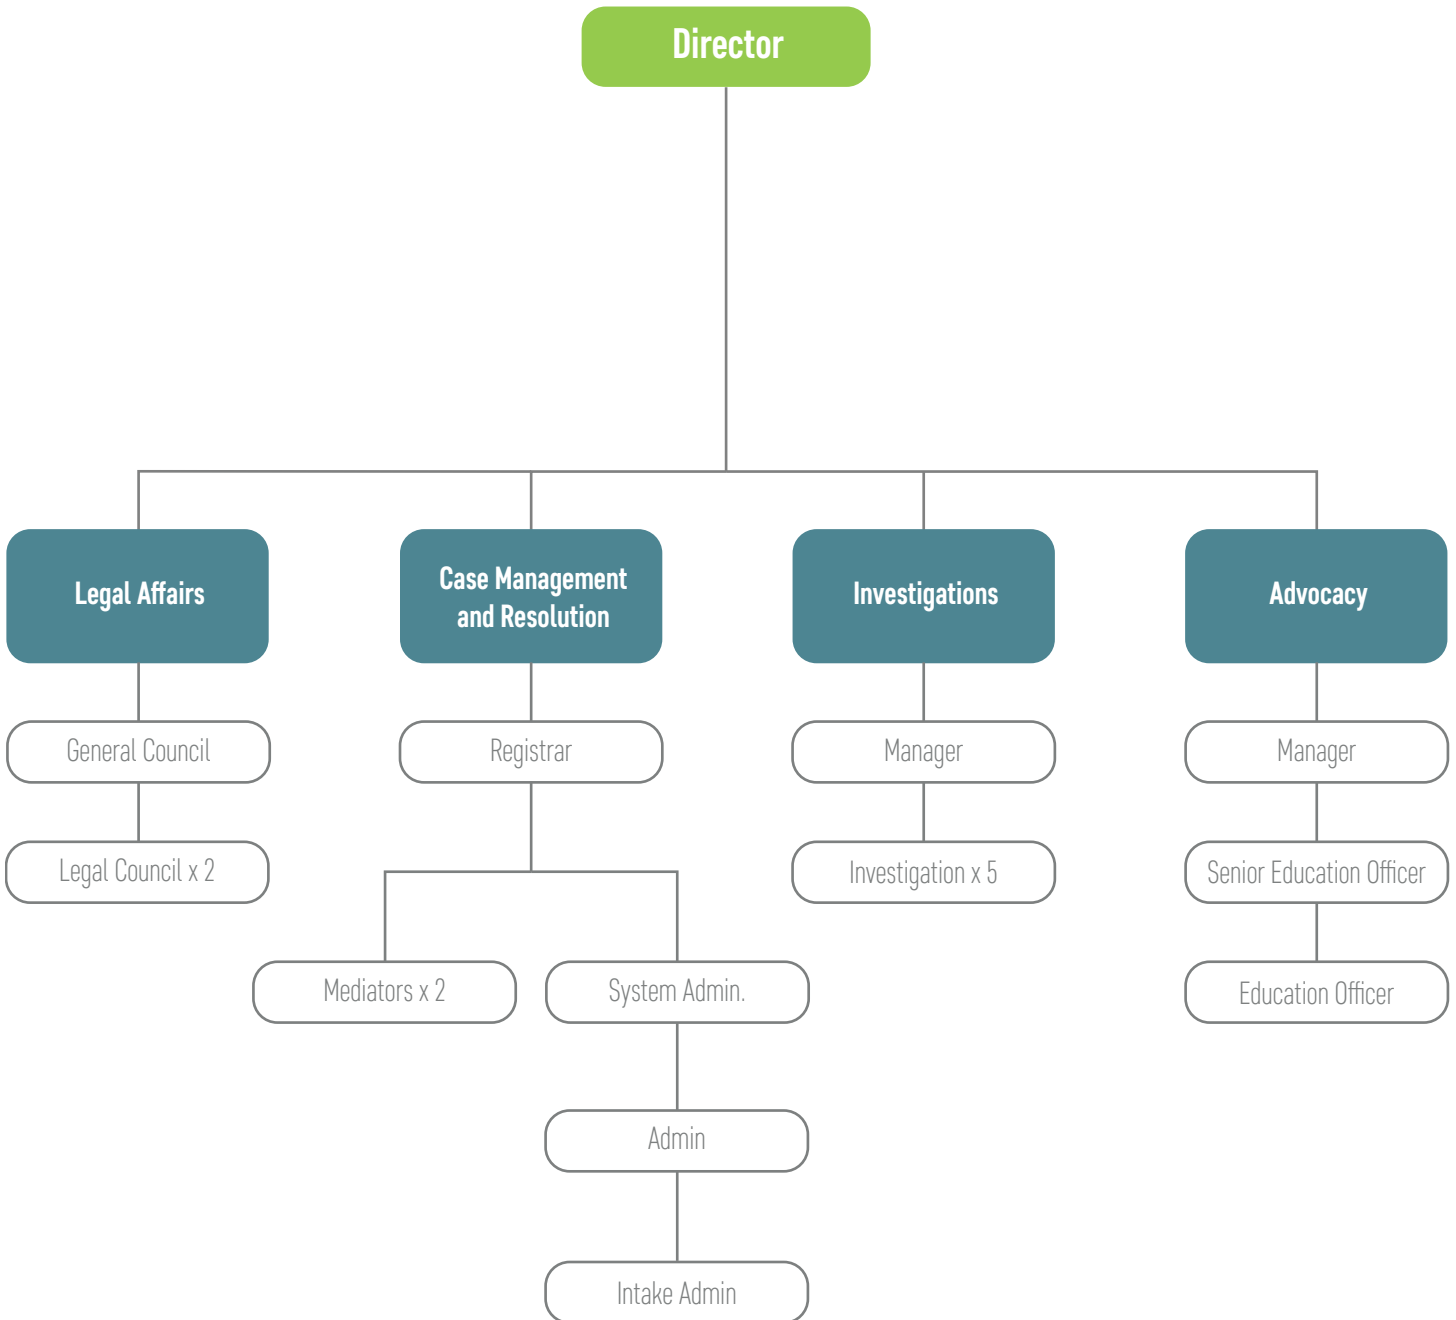 Director
Legal Affairs
Case Management
and Resolution
Investigations
Advocacy
General Council
Registrar
Manager
Manager
Legal Council x 2
Investigation x 5
Senior Education Officer
Mediators x 2
System Admin.
Education Officer
Admin
Intake Admin